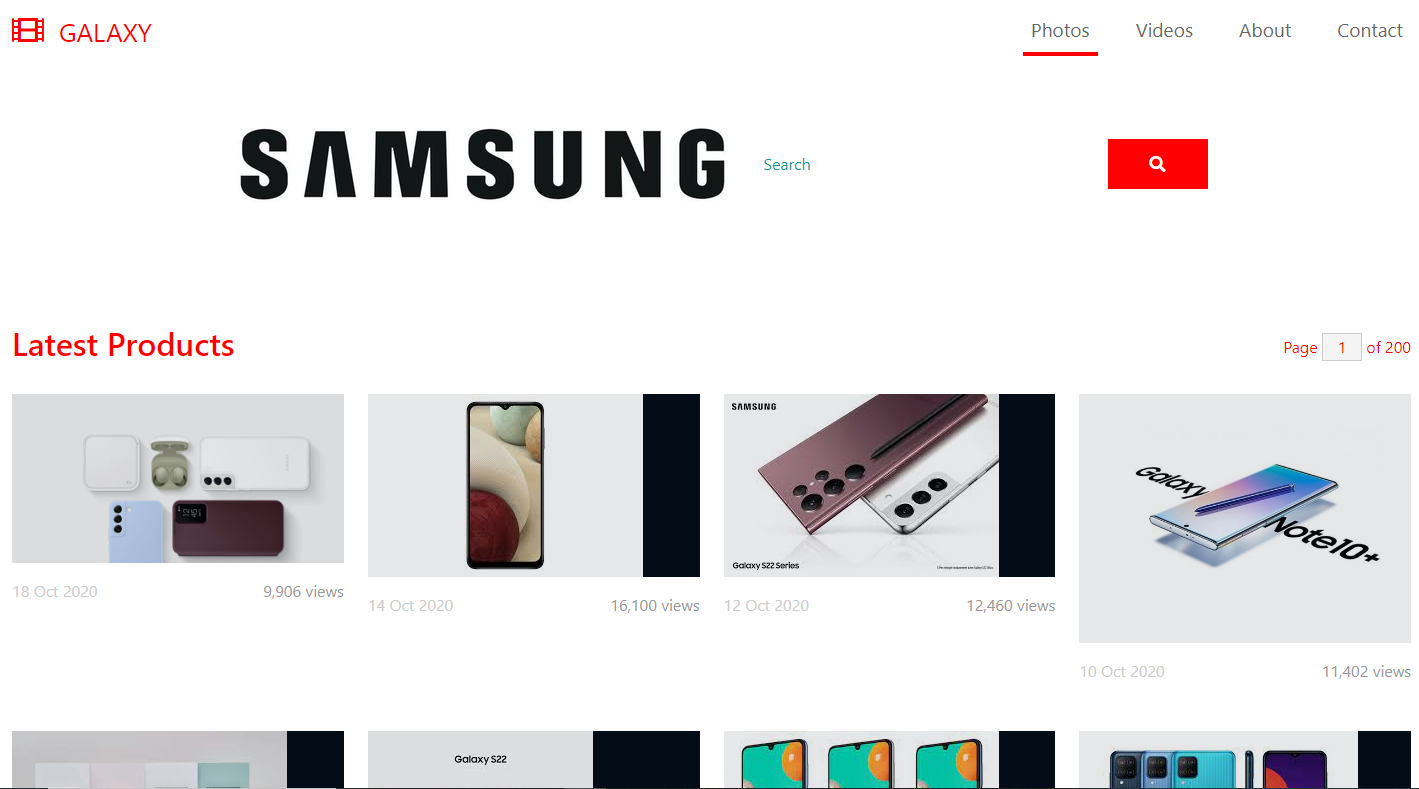 GALAXY
Photos Videos About Contact
SAMSUNG
Search
Latest Products
Page 1 of 200
SAMSUNG
Galaxy S22 Series
Galaxy
Note10+
18 Oct 2020 9,906 views
14 Oct 2020 16,100 views
12 Oct 2020 12,460 views
10 Oct 2020 11,402 views
Galaxy S22